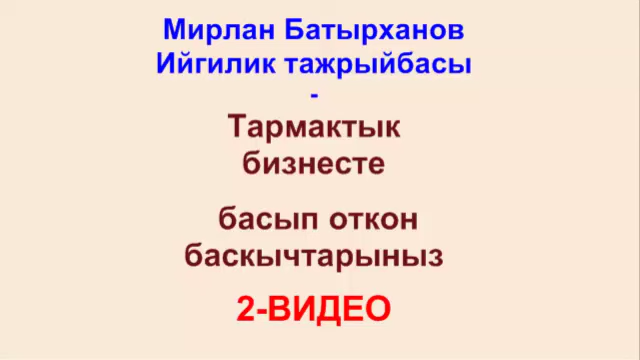 Мирлан Батырханов
Ийгилик тажрыйбасы
-
Тармактык
бизнесте
басып откон
баскычтарыныз
2-ВИДЕО